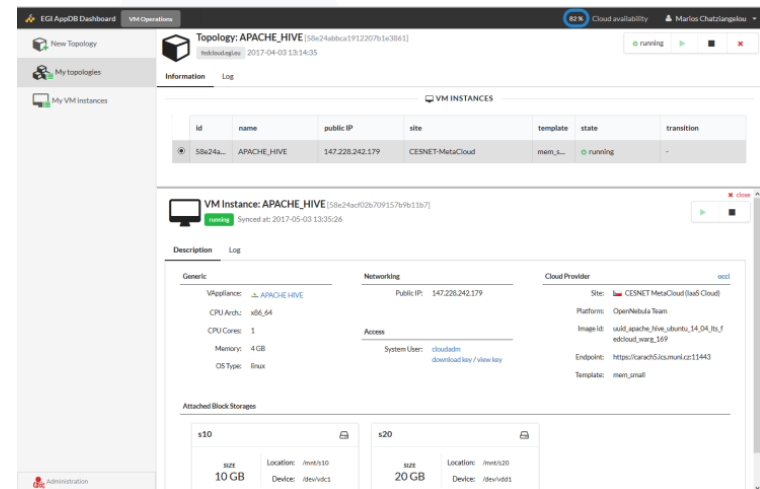 EGI AppDB Dashboard VM Operations 82% Cloud availability Marios Chatziangelou
New Topology
My topologies
My VM instances
Administration
Topology: APACHE_HIVE [58e24abbca1912207b1e3861]
fedcloud.egi.eu 2017-04-03 13:14:35
running
Information Log
VM INSTANCES
id name public IP site template state transition
58e24a... APACHE_HIVE 147.228.242.179 CESNET-MetaCloud mem_s... running -
close
VM Instance: APACHE_HIVE [58e24acf02b709157b9b11b7]
running Synced at: 2017-05-03 13:35:26
Description Log
Generic
VAppliance: APACHE HIVE
CPU Arch.: x86_64
CPU Cores: 1
Memory: 4 GB
OS Type: linux
Networking
Public IP: 147.228.242.179
Access
System User: cloudadm
download key / view key
Cloud Provider occi
Site: CESNET MetaCloud (IaaS Cloud)
Platform: OpenNebula Team
Image id: uuid_apache_hive_ubuntu_14_04_lts_f
edcloud_warg_169
Endpoint: https://carach5.ics.muni.cz:11443
Template: mem_small
Attached Block Storages
s10
SIZE
10 GB
Location: /mnt/s10
Device: /dev/vdc1
s20
SIZE
20 GB
Location: /mnt/s20
Device: /dev/vdd1